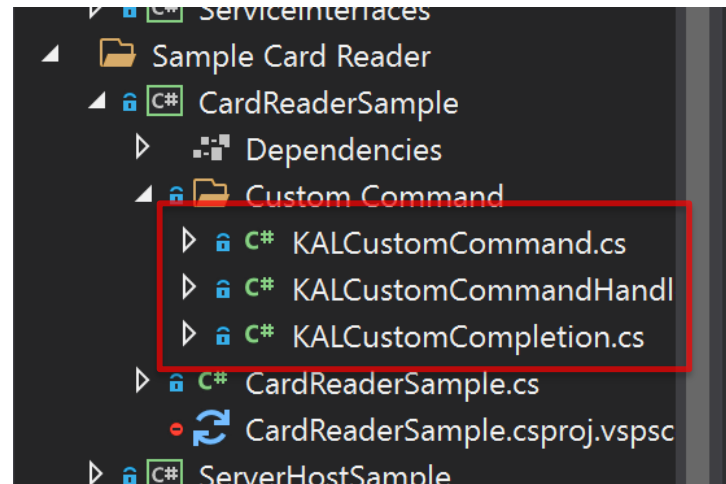 C# ServiceInterfaces
Sample Card Reader
C# CardReaderSample
Dependencies
Custom Command
C# KALCustomCommand.cs
C# KALCustomCommandHandl
C# KALCustomCompletion.cs
C# CardReaderSample.cs
CardReaderSample.csproj.vspsc
C# ServerHostSample